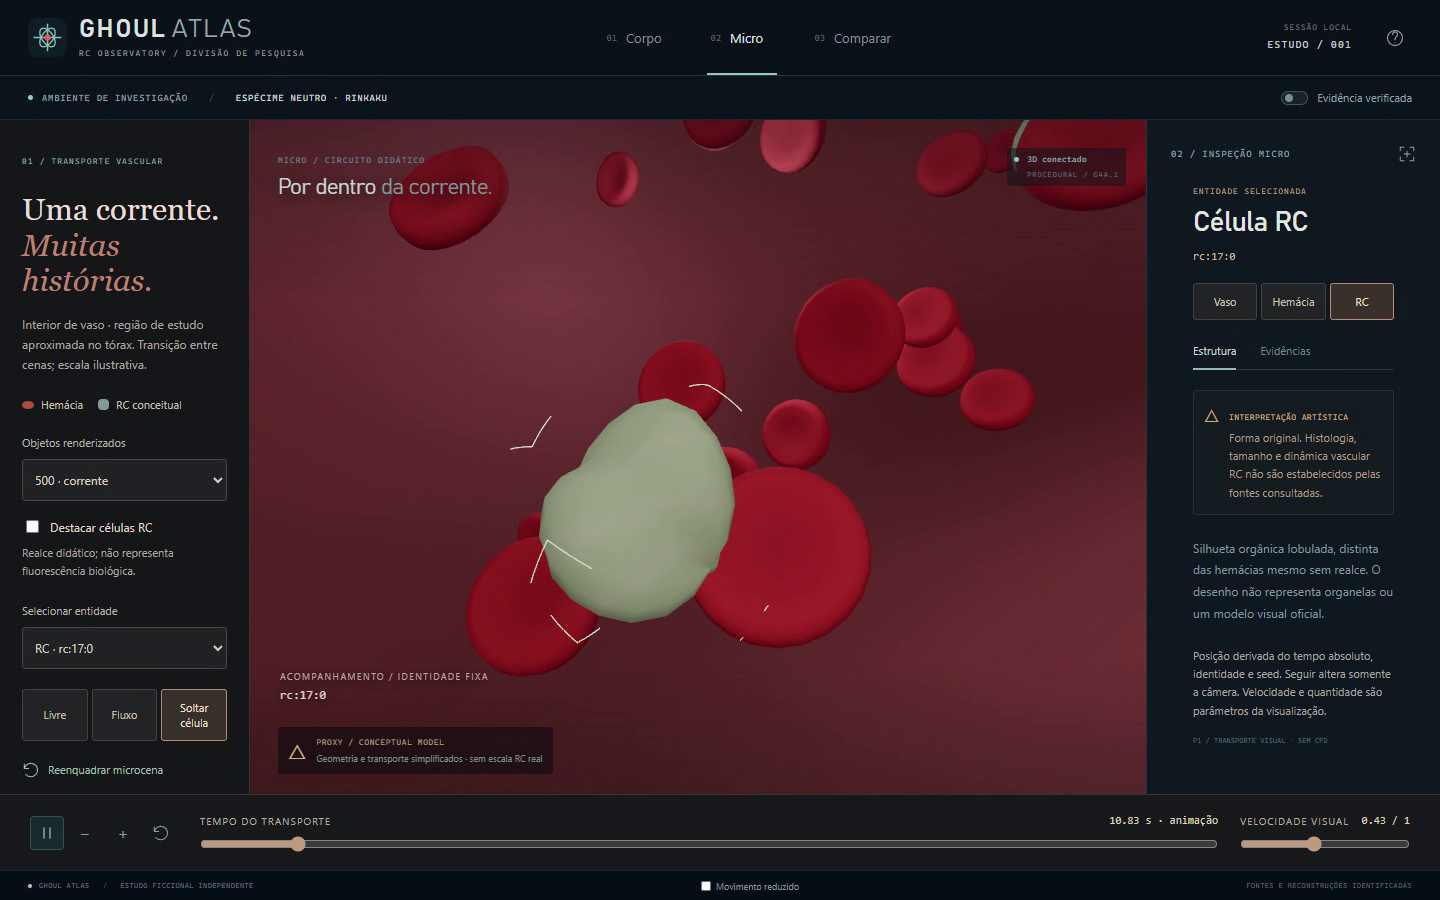 GHOUL ATLAS
RC OBSERVATORY / DIVISÃO DE PESQUISA
01 Corpo
02 Micro
03 Comparar
SESSÃO LOCAL
ESTUDO / 001
AMBIENTE DE INVESTIGAÇÃO / ESPÉCIME NEUTRO · RINKAKU
Evidência verificada
01 / TRANSPORTE VASCULAR
Uma corrente.
Muitas
histórias.
Interior de vaso · região de estudo
aproximada no tórax. Transição entre
cenas; escala ilustrativa.
Hemácia
RC conceitual
Objetos renderizados
500 · corrente
Destacar células RC
Realce didático; não representa
fluorescência biológica.
Selecionar entidade
RC · rc:17:0
Livre
Fluxo
Soltar
célula
Reenquadrar microcena
MICRO / CIRCUITO DIDÁTICO
Por dentro da corrente.
3D conectado
PROCEDURAL / G4A.1
ACOMPANHAMENTO / IDENTIDADE FIXA
rc:17:0
PROXY / CONCEPTUAL MODEL
Geometria e transporte simplificados · sem escala RC real
02 / INSPEÇÃO MICRO
ENTIDADE SELECIONADA
Célula RC
rc:17:0
Vaso
Hemácia
RC
Estrutura
Evidências
INTERPRETAÇÃO ARTÍSTICA
Forma original. Histologia,
tamanho e dinâmica vascular
RC não são estabelecidos pelas
fontes consultadas.
Silhueta orgânica lobulada, distinta
das hemácias mesmo sem realce. O
desenho não representa organelas ou
um modelo visual oficial.
Posição derivada do tempo absoluto,
identidade e seed. Seguir altera somente
a câmera. Velocidade e quantidade são
parâmetros da visualização.
P1 / TRANSPORTE VISUAL · SEM CFD
TEMPO DO TRANSPORTE
10.83 s · animação
VELOCIDADE VISUAL 0.43 / 1
GHOUL ATLAS / ESTUDO FICCIONAL INDEPENDENTE
Movimento reduzido
FONTES E RECONSTRUÇÕES IDENTIFICADAS